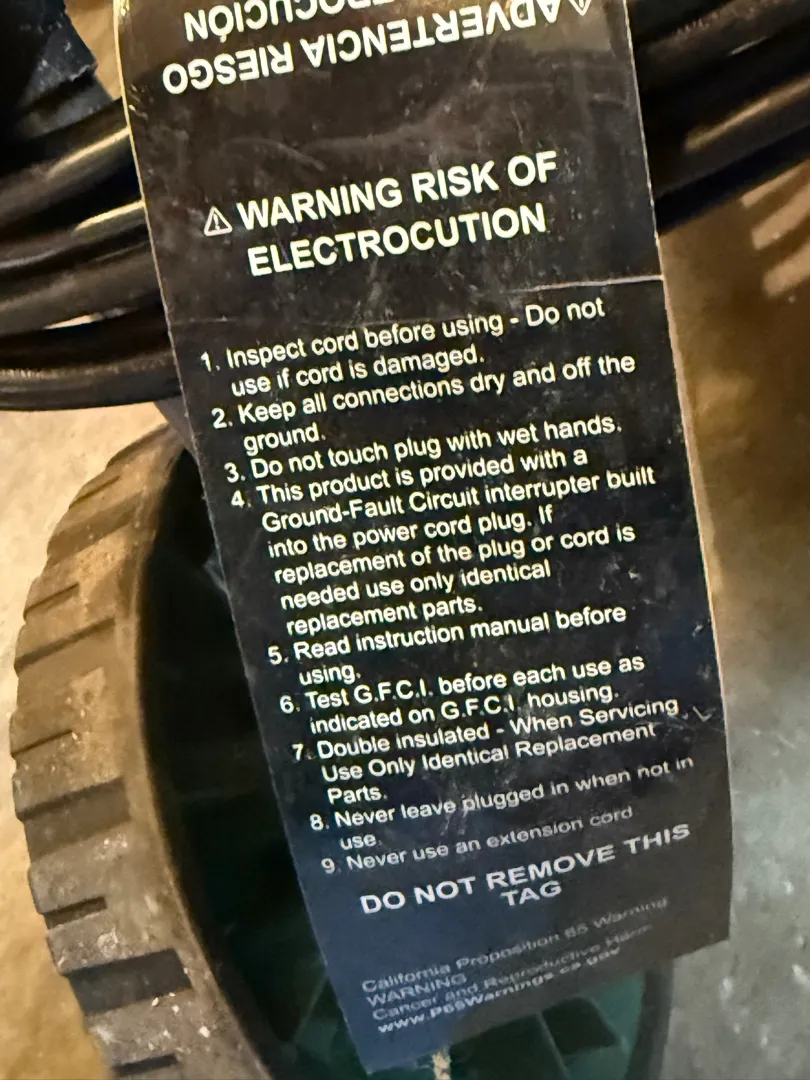 ADVERTENCIA RIESGO
⚠ WARNING RISK OF
ELECTROCUTION
1. Inspect cord before using - Do not
use if cord is damaged.
2. Keep all connections dry and off the
ground.
3. Do not touch plug with wet hands.
4. This product is provided with a
Ground-Fault Circuit interrupter built
into the power cord plug. If
replacement of the plug or cord is
needed use only identical
replacement parts.
5. Read instruction manual before
using.
6. Test G.F.C.I. before each use as
indicated on G.F.C.I. housing.
7. Double insulated - When Servicing
Use Only Identical Replacement
Parts.
8. Never leave plugged in when not in
use.
9. Never use an extension cord
DO NOT REMOVE THIS
TAG
California Proposition 65 Warning
WARNING
Cancer and Reproductive Harm
www.P65Warnings.ca.gov